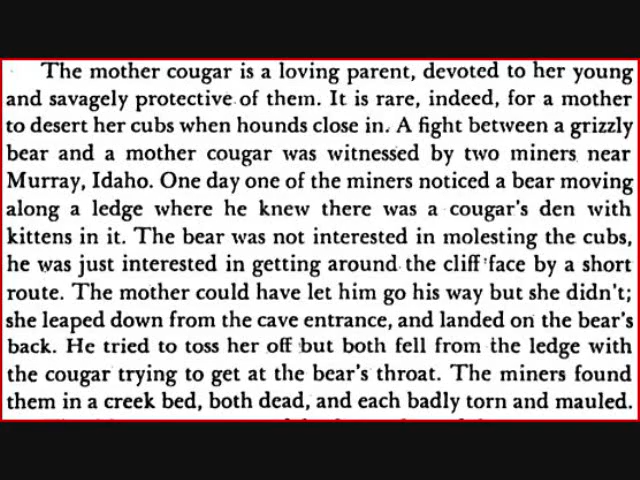 The mother cougar is a loving parent, devoted to her young
and savagely protective of them. It is rare, indeed, for a mother
to desert her cubs when hounds close in. A fight between a grizzly
bear and a mother cougar was witnessed by two miners near
Murray, Idaho. One day one of the miners noticed a bear moving
along a ledge where he knew there was a cougar's den with
kittens in it. The bear was not interested in molesting the cubs,
he was just interested in getting around the cliff face by a short
route. The mother could have let him go his way but she didn't;
she leaped down from the cave entrance, and landed on the bear's
back. He tried to toss her off but both fell from the ledge with
the cougar trying to get at the bear's throat. The miners found
them in a creek bed, both dead, and each badly torn and mauled.